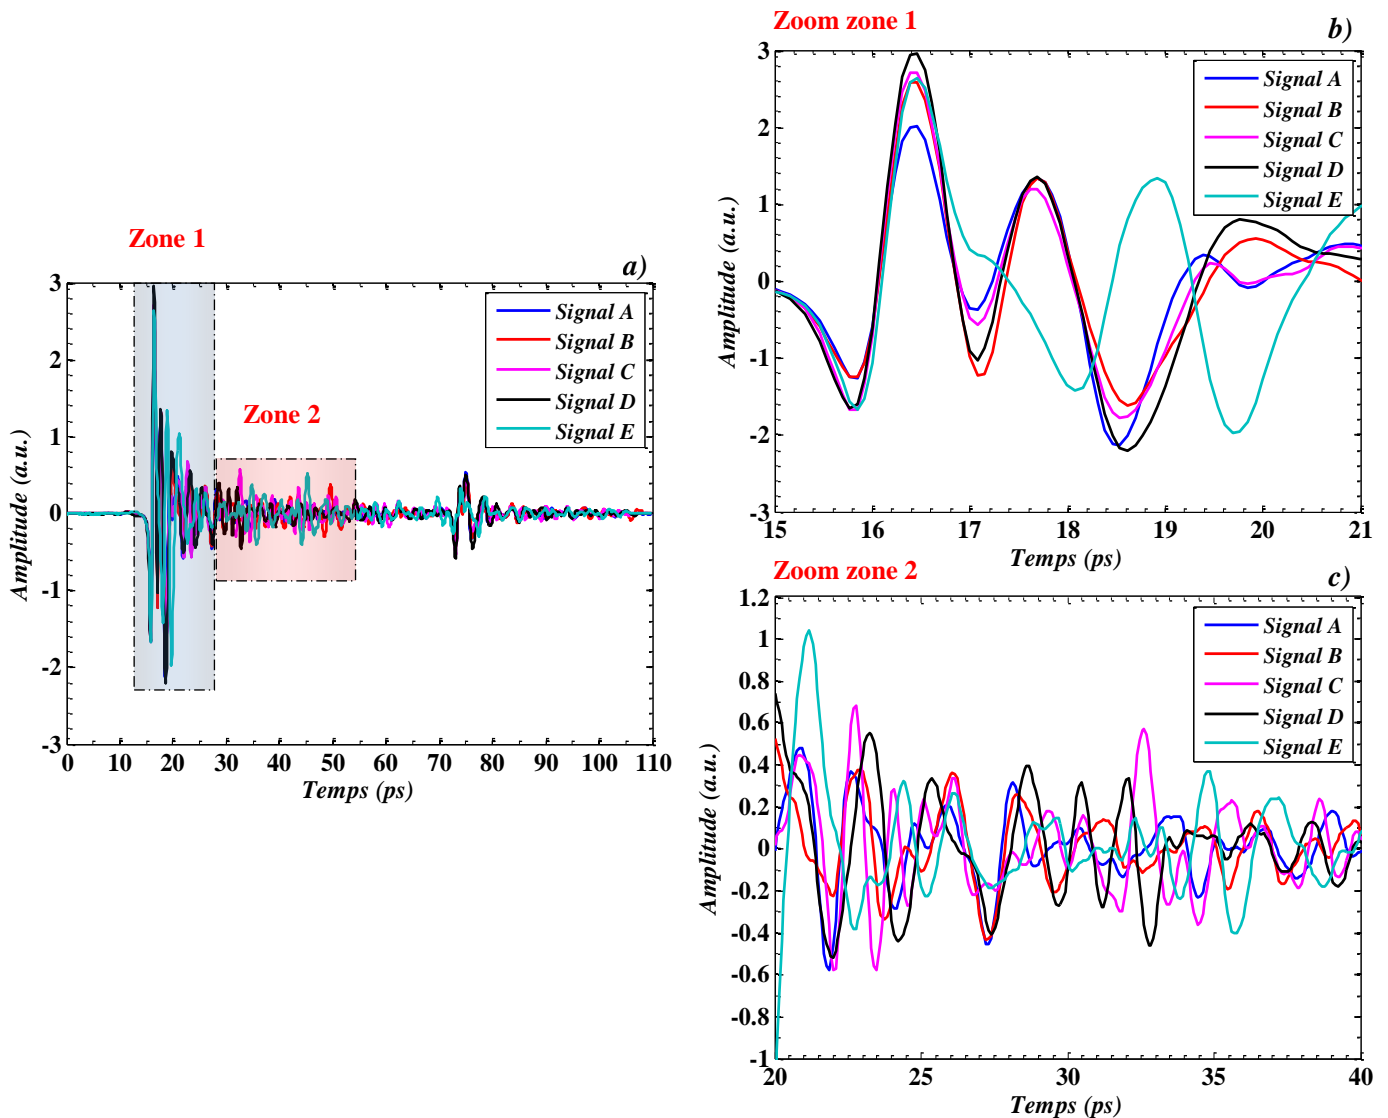 Zone 1
a)
3
2
1
0
-1
-2
-3
Amplitude (a.u.)
Signal A
Signal B
Signal C
Signal D
Signal E
Zone 2
0 10 20 30 40 50 60 70 80 90 100 110
Temps (ps)
Zoom zone 1
b)
3
2
1
0
-1
-2
-3
Amplitude (a.u.)
Signal A
Signal B
Signal C
Signal D
Signal E
15 16 17 18 19 20 21
Temps (ps)
Zoom zone 2
c)
1.2
1
0.8
0.6
0.4
0.2
0
-0.2
-0.4
-0.6
-0.8
-1
Amplitude (a.u.)
Signal A
Signal B
Signal C
Signal D
Signal E
20 25 30 35 40
Temps (ps)